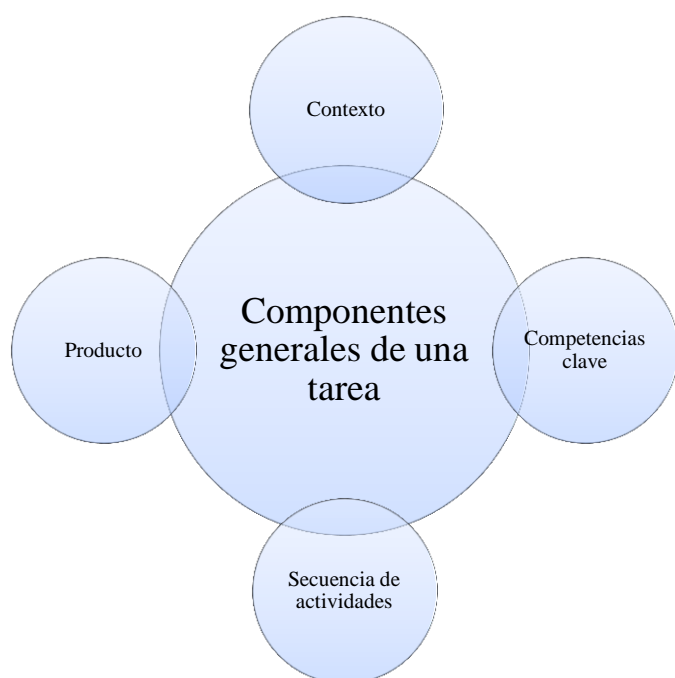 Contexto
Componentes
generales de una
tarea
Producto
Competencias
clave
Secuencia de
actividades